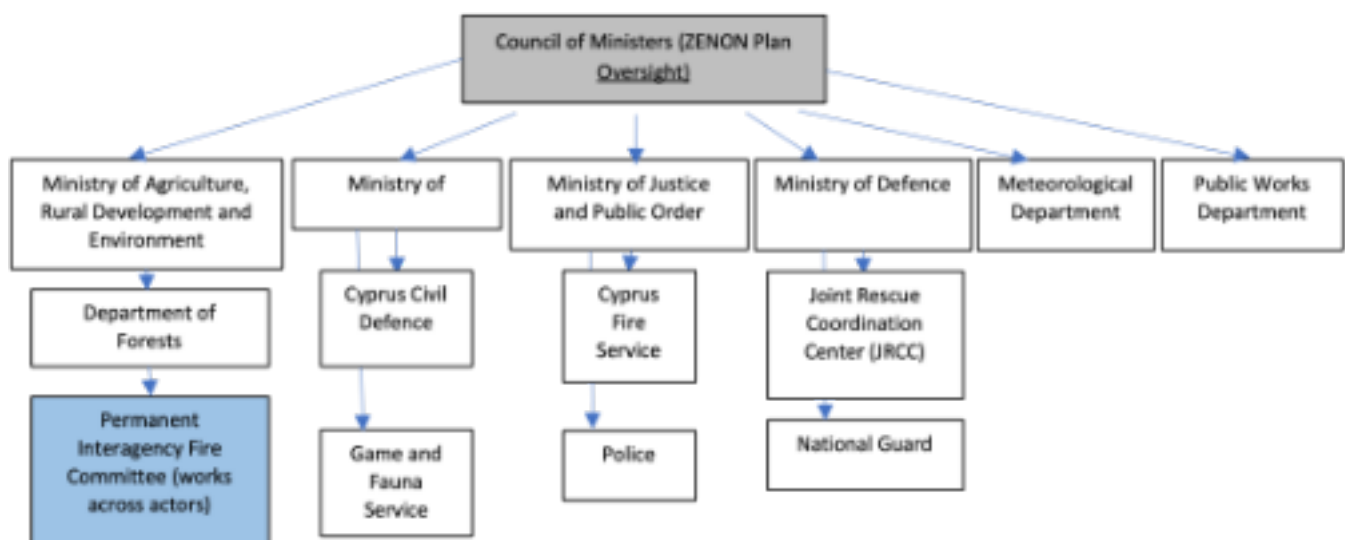 Council of Ministers (ZENON Plan
Oversight)
Ministry of Agriculture,
Rural Development and
Environment
Ministry of
Ministry of Justice
and Public Order
Ministry of Defence
Meteorological
Department
Public Works
Department
Department of
Forests
Cyprus Civil
Defence
Cyprus
Fire
Service
Joint Rescue
Coordination
Center (JRCC)
Permanent
Interagency Fire
Committee (works
across actors)
Game and
Fauna
Service
Police
National Guard